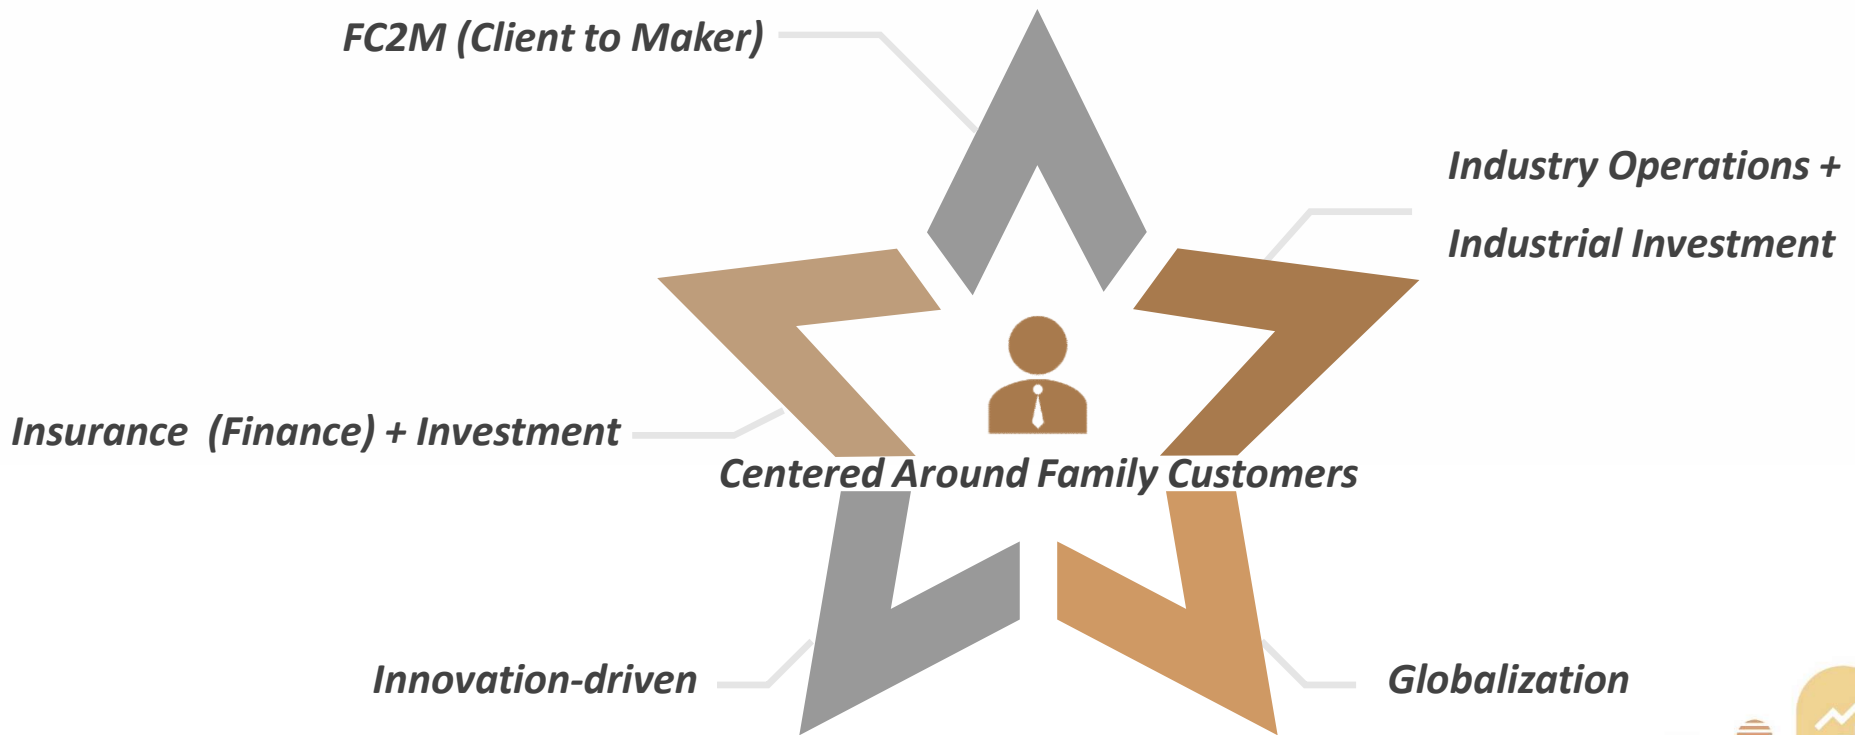 FC2M (Client to Maker)
Industry Operations +
Industrial Investment
Insurance  (Finance) + Investment
Centered Around Family Customers
Innovation-driven
Globalization